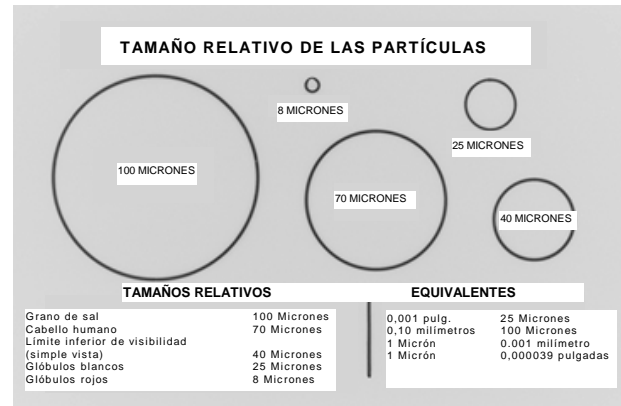 TAMAÑO RELATIVO DE LAS PARTÍCULAS
8 MICRONES
25 MICRONES
100 MICRONES
70 MICRONES
40 MICRONES
TAMAÑOS RELATIVOS
Grano de sal 100 Micrones
Cabello humano 70 Micrones
Límite inferior de visibilidad
(simple vista) 40 Micrones
Glóbulos blancos 25 Micrones
Glóbulos rojos 8 Micrones
EQUIVALENTES
0,001 pulg. 25 Micrones
0,10 milímetros 100 Micrones
1 Micrón 0.001 milímetro
1 Micrón 0,000039 pulgadas